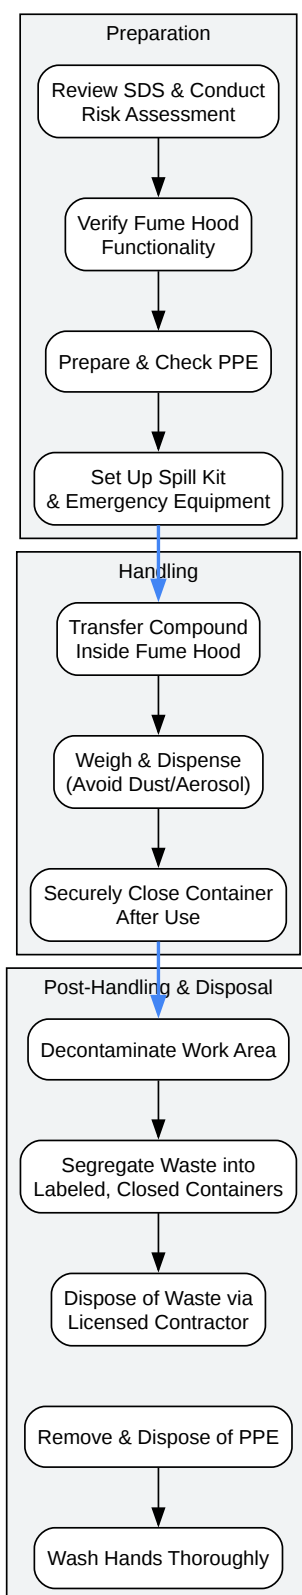 Preparation
Review SDS & Conduct
Risk Assessment
Verify Fume Hood
Functionality
Prepare & Check PPE
Set Up Spill Kit
& Emergency Equipment
Handling
Transfer Compound
Inside Fume Hood
Weigh & Dispense
(Avoid Dust/Aerosol)
Securely Close Container
After Use
Post-Handling & Disposal
Decontaminate Work Area
Segregate Waste into
Labeled, Closed Containers
Dispose of Waste via
Licensed Contractor
Remove & Dispose of PPE
Wash Hands Thoroughly